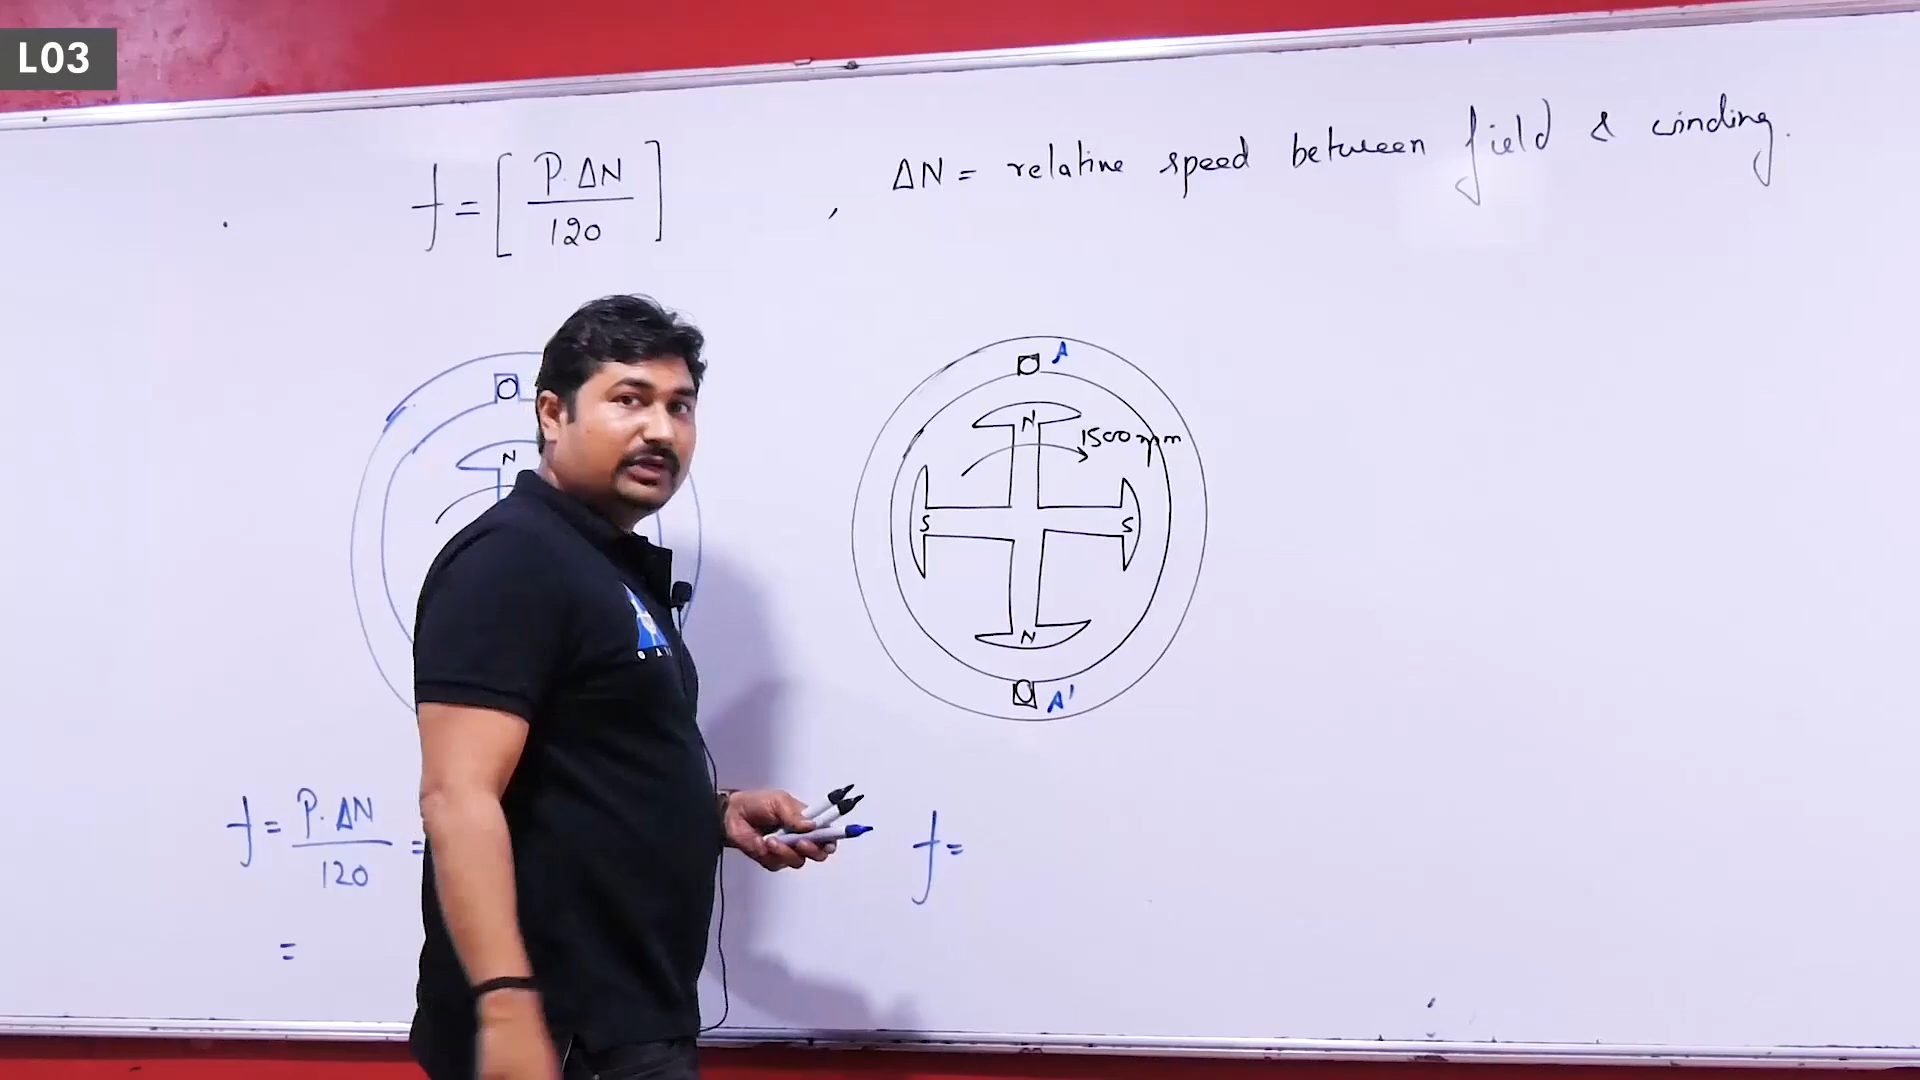 L03
f = [ P. ΔN / 120 ] , ΔN = relative speed between field & winding.
N
A
N
1500 rpm
S S
N
A'
f = P. ΔN / 120 =
=
f =